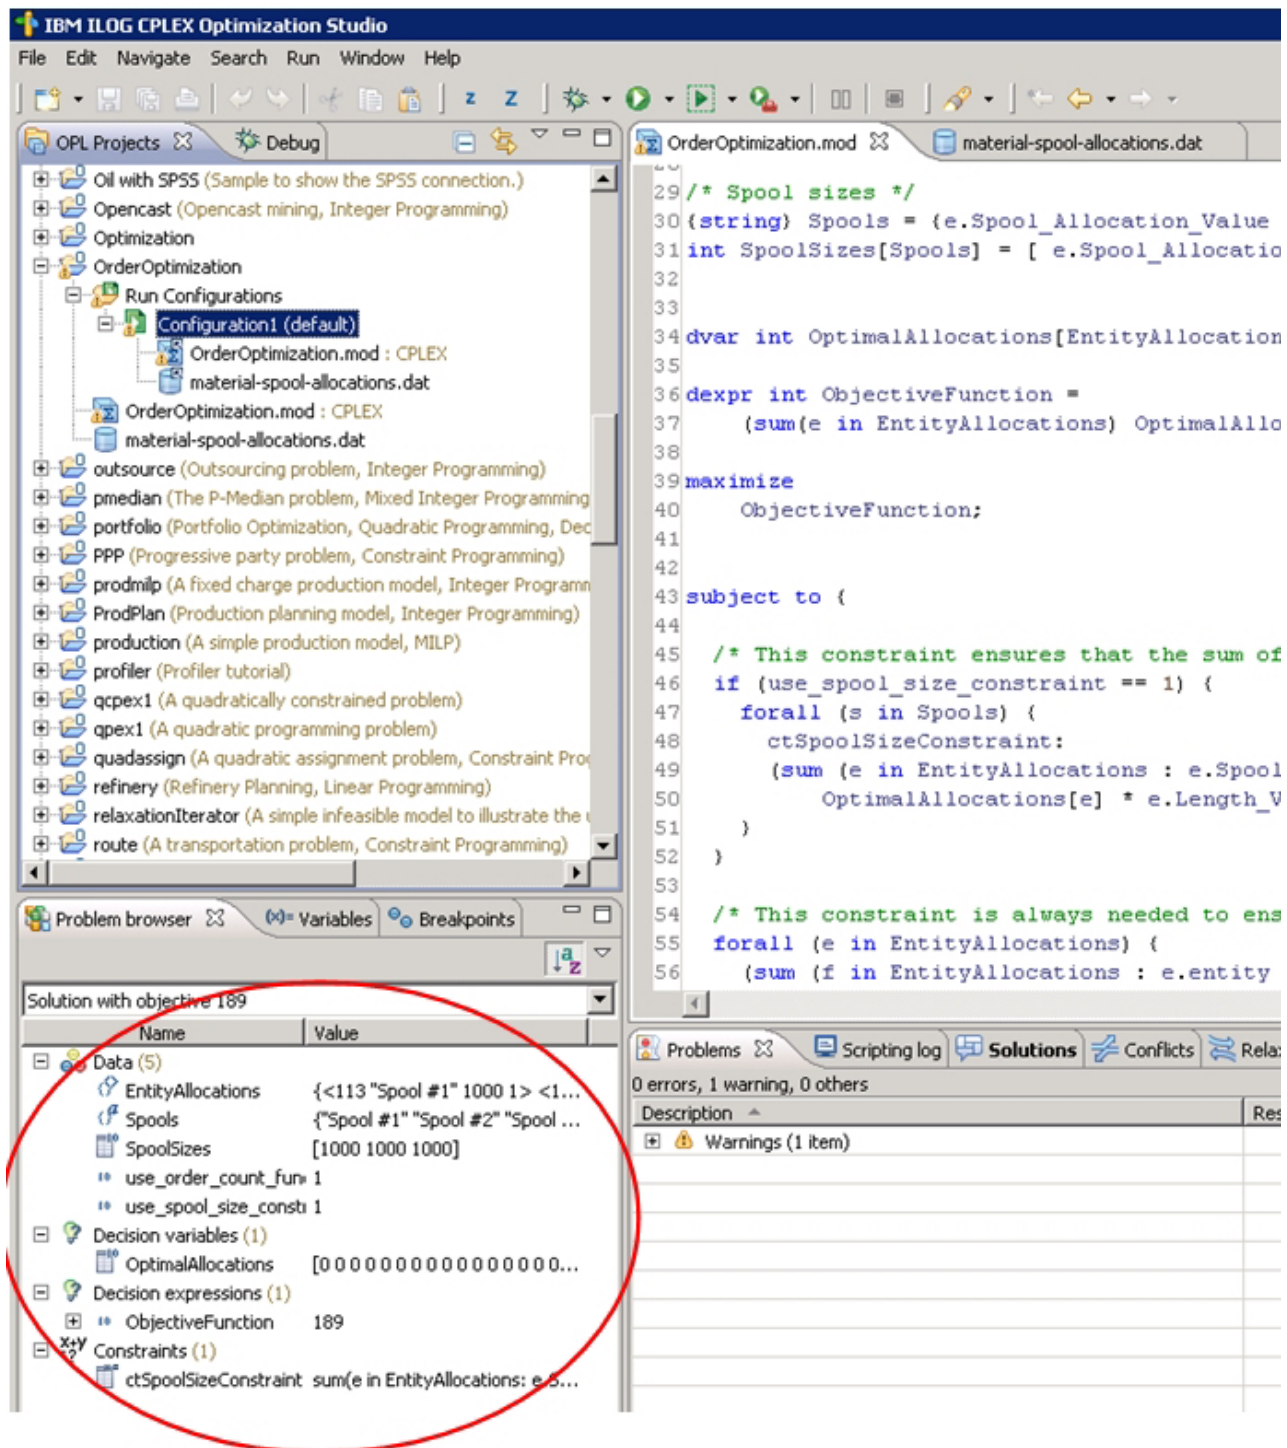 IBM ILOG CPLEX Optimization Studio
File Edit Navigate Search Run Window Help
OPL Projects
Debug
Oil with SPSS (Sample to show the SPSS connection.)
Opencast (Opencast mining, Integer Programming)
Optimization
OrderOptimization
Run Configurations
Configuration1 (default)
OrderOptimization.mod : CPLEX
material-spool-allocations.dat
OrderOptimization.mod : CPLEX
material-spool-allocations.dat
outsource (Outsourcing problem, Integer Programming)
pmedian (The P-Median problem, Mixed Integer Programming
portfolio (Portfolio Optimization, Quadratic Programming, Dec
PPP (Progressive party problem, Constraint Programming)
prodmilp (A fixed charge production model, Integer Programm
ProdPlan (Production planning model, Integer Programming)
production (A simple production model, MILP)
profiler (Profiler tutorial)
qcpex1 (A quadratically constrained problem)
qpex1 (A quadratic programming problem)
quadassign (A quadratic assignment problem, Constraint Pro
refinery (Refinery Planning, Linear Programming)
relaxationIterator (A simple infeasible model to illustrate the
route (A transportation problem, Constraint Programming)
OrderOptimization.mod
material-spool-allocations.dat
29 /* Spool sizes */
30 {string} Spools = {e.Spool_Allocation_Value
31 int SpoolSizes[Spools] = [ e.Spool_Allocatio
32
33
34 dvar int OptimalAllocations[EntityAllocation
35
36 dexpr int ObjectiveFunction =
37 (sum(e in EntityAllocations) OptimalAllo
38
39 maximize
40 ObjectiveFunction;
41
42
43 subject to {
44
45 /* This constraint ensures that the sum of
46 if (use_spool_size_constraint == 1) {
47 forall (s in Spools) {
48 ctSpoolSizeConstraint:
49 (sum (e in EntityAllocations : e.Spool
50 OptimalAllocations[e] * e.Length_V
51 }
52 }
53
54 /* This constraint is always needed to ens
55 forall (e in EntityAllocations) {
56 (sum (f in EntityAllocations : e.entity
Problem browser
(x)= Variables
Breakpoints
Solution with objective 189
Name Value
Data (5)
EntityAllocations {<113 "Spool #1" 1000 1> <1...
Spools {"Spool #1" "Spool #2" "Spool ...
SpoolSizes [1000 1000 1000]
use_order_count_fun 1
use_spool_size_consti 1
Decision variables (1)
OptimalAllocations [0 0 0 0 0 0 0 0 0 0 0 0 0 0 0 0...
Decision expressions (1)
ObjectiveFunction 189
Constraints (1)
ctSpoolSizeConstraint sum(e in EntityAllocations: e.S...
Problems
Scripting log
Solutions
Conflicts
Relax
0 errors, 1 warning, 0 others
Description Res
Warnings (1 item)